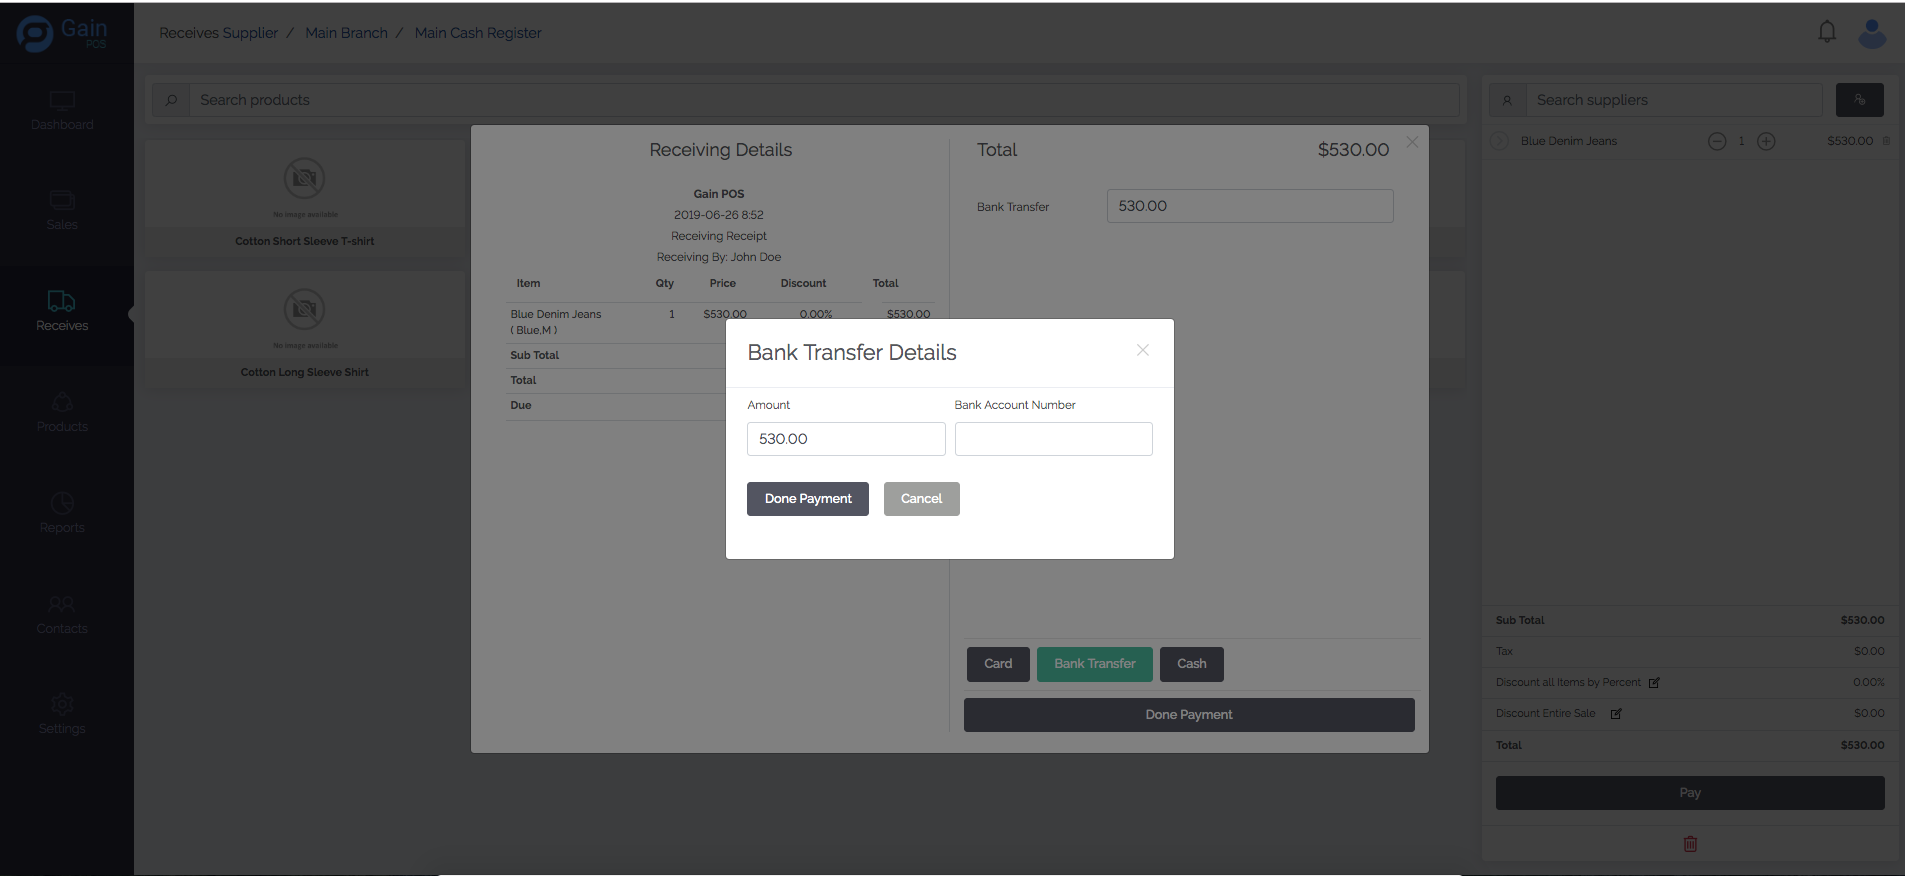 Gain
POS
Receives Supplier / Main Branch / Main Cash Register
Dashboard
Sales
Receives
Products
Reports
Contacts
Settings
Search products
No image available
Cotton Short Sleeve T-shirt
No image available
Cotton Long Sleeve Shirt
Receiving Details
Gain POS
2019-06-26 8:52
Receiving Receipt
Receiving By: John Doe
Item Qty Price Discount Total
Blue Denim Jeans 1 $530.00 0.00% $530.00
( Blue,M )
Sub Total
Total
Due
Total $530.00
Bank Transfer 530.00
Card Bank Transfer Cash
Done Payment
Bank Transfer Details
Amount Bank Account Number
530.00
Done Payment Cancel
Search suppliers
Blue Denim Jeans 1 $530.00
Sub Total $530.00
Tax $0.00
Discount all Items by Percent 0.00%
Discount Entire Sale $0.00
Total $530.00
Pay